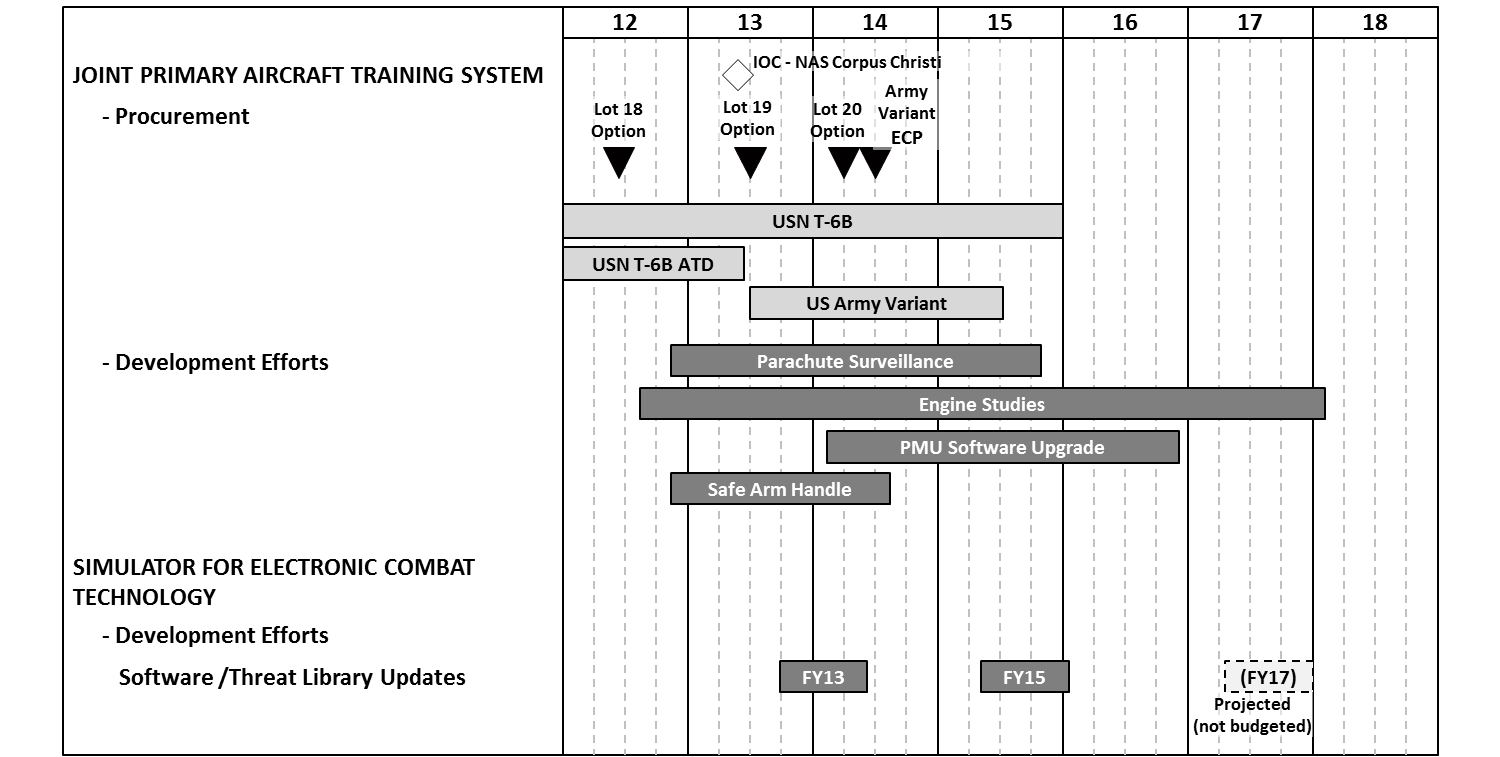 12 13 14 15 16 17 18
JOINT PRIMARY AIRCRAFT TRAINING SYSTEM
IOC - NAS Corpus Christi
- Procurement
Lot 18
Option
Lot 19
Option
Lot 20
Option
Army
Variant
ECP
USN T-6B
USN T-6B ATD
US Army Variant
- Development Efforts
Parachute Surveillance
Engine Studies
PMU Software Upgrade
Safe Arm Handle
SIMULATOR FOR ELECTRONIC COMBAT
TECHNOLOGY
- Development Efforts
Software /Threat Library Updates
FY13
FY15
(FY17)
Projected
(not budgeted)